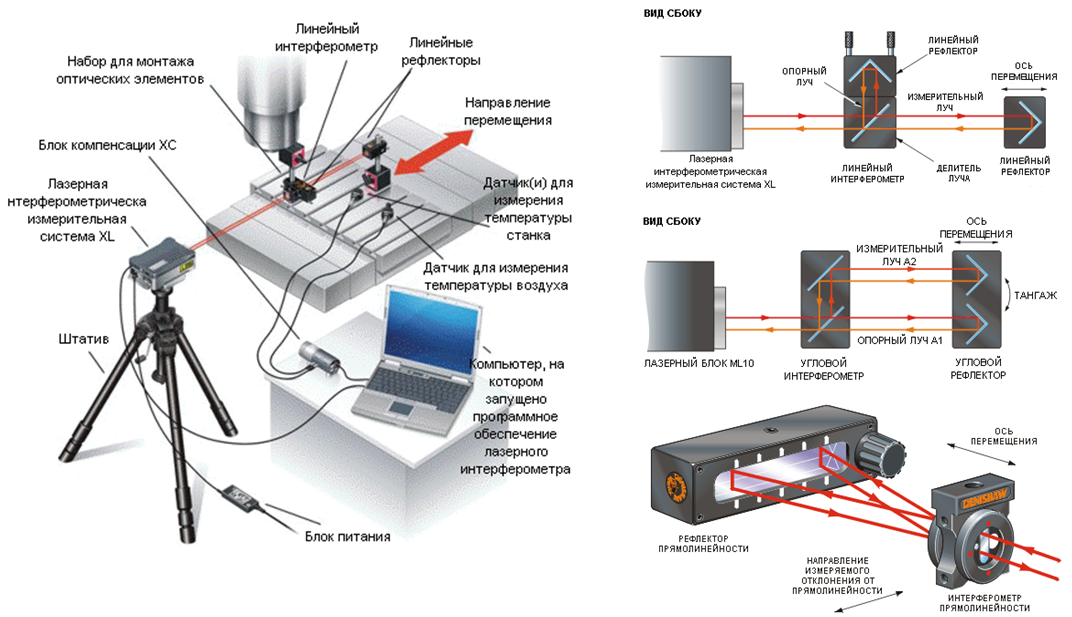 Линейный
интерферометр
Линейные
рефлекторы
Набор для монтажа
оптических элементов
Направление
перемещения
Блок компенсации XC
Лазерная
нтерферометрическа
измерительная
система XL
Датчик(и) для
измерения
температуры
станка
Датчик для измерения
температуры воздуха
Штатив
Компьютер, на
котором
запущено
программное
обеспечение
лазерного
интерферометра
Блок питания
ВИД СБОКУ
ЛИНЕЙНЫЙ
РЕФЛЕКТОР
ОСЬ
ПЕРЕМЕЩЕНИЯ
ОПОРНЫЙ
ЛУЧ
ИЗМЕРИТЕЛЬНЫЙ
ЛУЧ
Лазерная
интерферометрическая
измерительная система XL
ЛИНЕЙНЫЙ
ИНТЕРФЕРОМЕТР
ДЕЛИТЕЛЬ
ЛУЧА
ЛИНЕЙНЫЙ
РЕФЛЕКТОР
ВИД СБОКУ
ОСЬ
ПЕРЕМЕЩЕНИЯ
ИЗМЕРИТЕЛЬНЫЙ
ЛУЧ А2
ТАНГАЖ
ОПОРНЫЙ ЛУЧ А1
ЛАЗЕРНЫЙ БЛОК ML10
УГЛОВОЙ
ИНТЕРФЕРОМЕТР
УГЛОВОЙ
РЕФЛЕКТОР
ОСЬ
ПЕРЕМЕЩЕНИЯ
RENISHAW
РЕФЛЕКТОР
ПРЯМОЛИНЕЙНОСТИ
НАПРАВЛЕНИЕ
ИЗМЕРЯЕМОГО
ОТКЛОНЕНИЯ ОТ
ПРЯМОЛИНЕЙНОСТИ
ИНТЕРФЕРОМЕТР
ПРЯМОЛИНЕЙНОСТИ